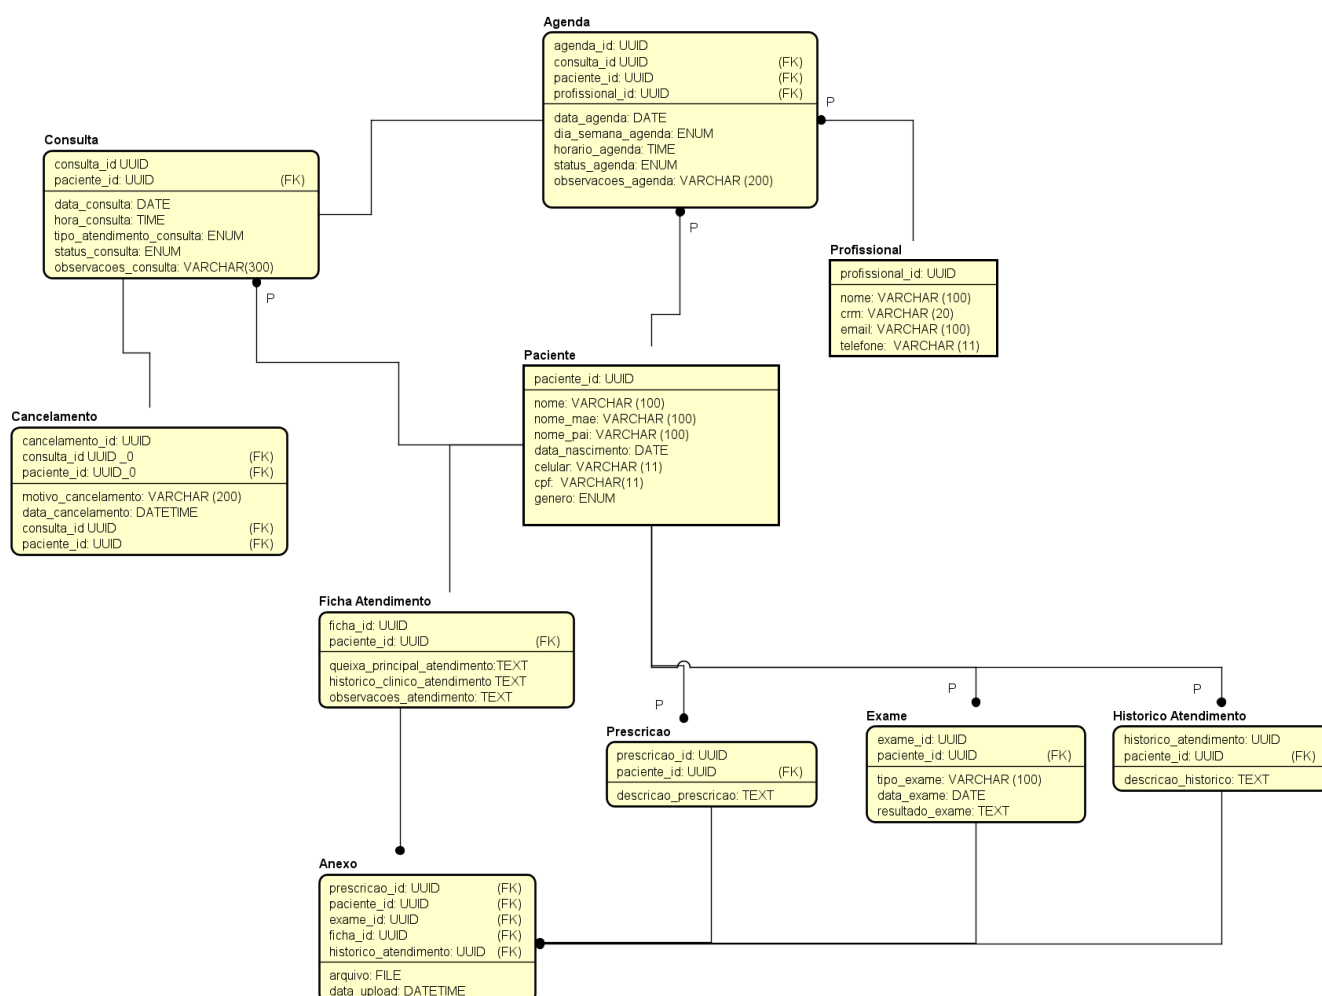 Agenda
agenda_id: UUID
consulta_id UUID (FK)
paciente_id: UUID (FK)
profissional_id: UUID (FK)
data_agenda: DATE
dia_semana_agenda: ENUM
horario_agenda: TIME
status_agenda: ENUM
observacoes_agenda: VARCHAR (200)
P
P
Consulta
consulta_id UUID
paciente_id: UUID (FK)
data_consulta: DATE
hora_consulta: TIME
tipo_atendimento_consulta: ENUM
status_consulta: ENUM
observacoes_consulta: VARCHAR(300)
P
Profissional
profissional_id: UUID
nome: VARCHAR (100)
crm: VARCHAR (20)
email: VARCHAR (100)
telefone: VARCHAR (11)
Paciente
paciente_id: UUID
nome: VARCHAR (100)
nome_mae: VARCHAR (100)
nome_pai: VARCHAR (100)
data_nascimento: DATE
celular: VARCHAR (11)
cpf: VARCHAR(11)
genero: ENUM
Cancelamento
cancelamento_id: UUID
consulta_id UUID _0 (FK)
paciente_id: UUID_0 (FK)
motivo_cancelamento: VARCHAR (200)
data_cancelamento: DATETIME
consulta_id UUID (FK)
paciente_id: UUID (FK)
Ficha Atendimento
ficha_id: UUID
paciente_id: UUID (FK)
queixa_principal_atendimento:TEXT
historico_clinico_atendimento TEXT
observacoes_atendimento: TEXT
P
P
P
Prescricao
prescricao_id: UUID
paciente_id: UUID (FK)
descricao_prescricao: TEXT
Exame
exame_id: UUID
paciente_id: UUID (FK)
tipo_exame: VARCHAR (100)
data_exame: DATE
resultado_exame: TEXT
Historico Atendimento
historico_atendimento: UUID
paciente_id: UUID (FK)
descricao_historico: TEXT
Anexo
prescricao_id: UUID (FK)
paciente_id: UUID (FK)
exame_id: UUID (FK)
ficha_id: UUID (FK)
historico_atendimento: UUID (FK)
arquivo: FILE
data_upload: DATETIME